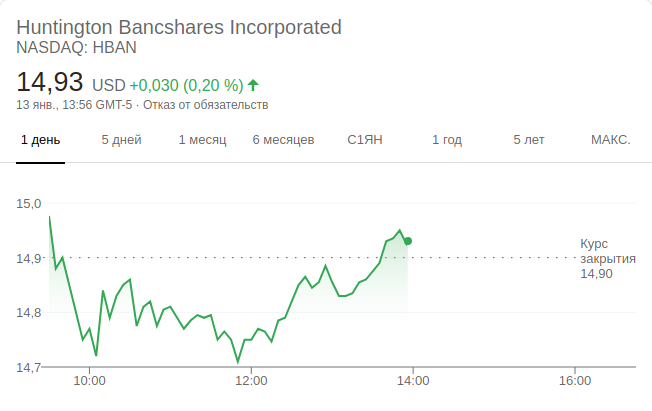 Huntington Bancshares Incorporated
NASDAQ: HBAN
14,93 USD +0,030 (0,20 %)
13 янв., 13:56 GMT-5 · Отказ от обязательств
1 день 5 дней 1 месяц 6 месяцев С1ЯН 1 год 5 лет МАКС.
15,0
14,9
14,8
14,7
Курс
закрытия
14,90
10:00 12:00 14:00 16:00